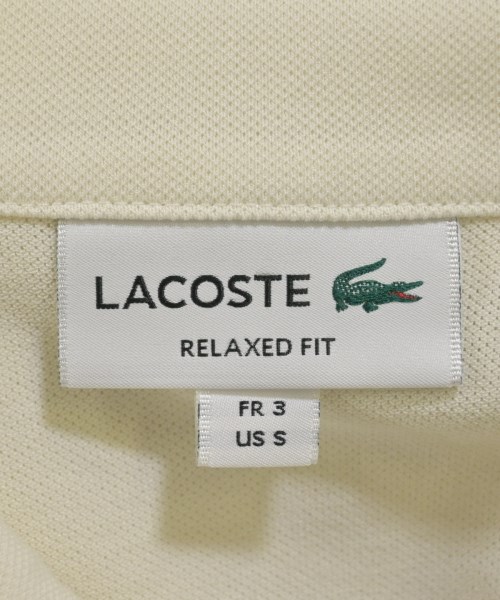 LACOSTE
RELAXED FIT
FR 3
US S